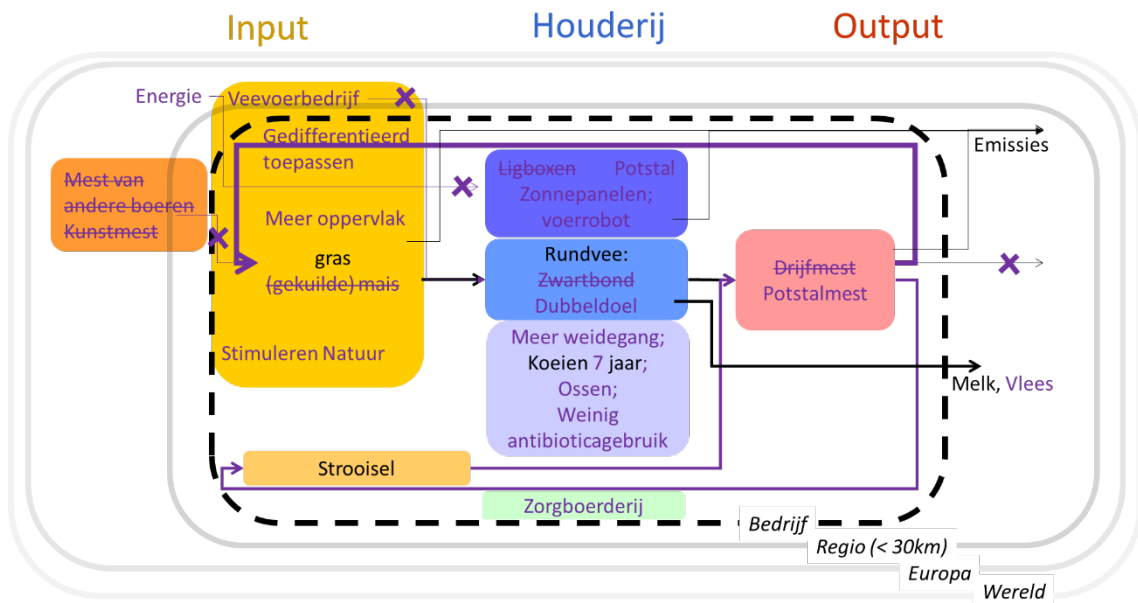 Input
Houderij
Output
Energie
Veevoerbedrijf
Gedifferentieerd
toepassen
Emissies
Mest van
andere boeren
Kunstmest
Ligboxen Potstal
Zonnepanelen;
voerrobot
Meer oppervlak
gras
(gekuilde) mais
Rundvee:
Zwartbond
Dubbeldoel
Drijfmest
Potstalmest
Stimuleren Natuur
Meer weidegang;
Koeien 7 jaar;
Ossen;
Weinig
antibioticagebruik
Melk, Vlees
Strooisel
Zorgboerderij
Bedrijf
Regio (< 30km)
Europa
Wereld